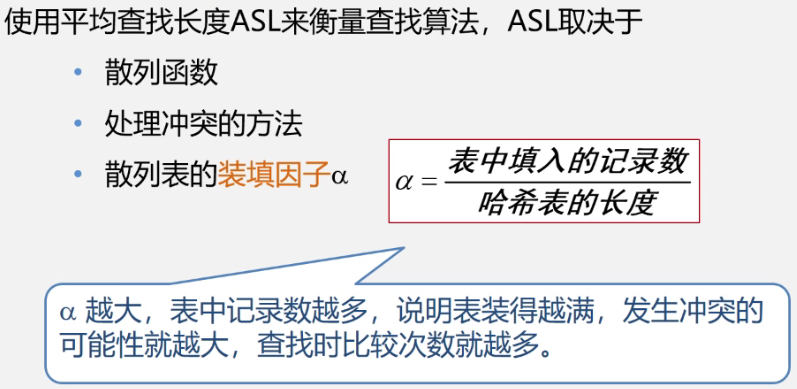 使用平均查找长度ASL来衡量查找算法，ASL取决于
• 散列函数
• 处理冲突的方法
• 散列表的装填因子α
α = 表中填入的记录数
哈希表的长度
α 越大，表中记录数越多，说明表装得越满，发生冲突的
可能性就越大，查找时比较次数就越多。